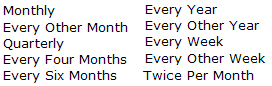 Monthly
Every Other Month
Quarterly
Every Four Months
Every Six Months
Every Year
Every Other Year
Every Week
Every Other Week
Twice Per Month